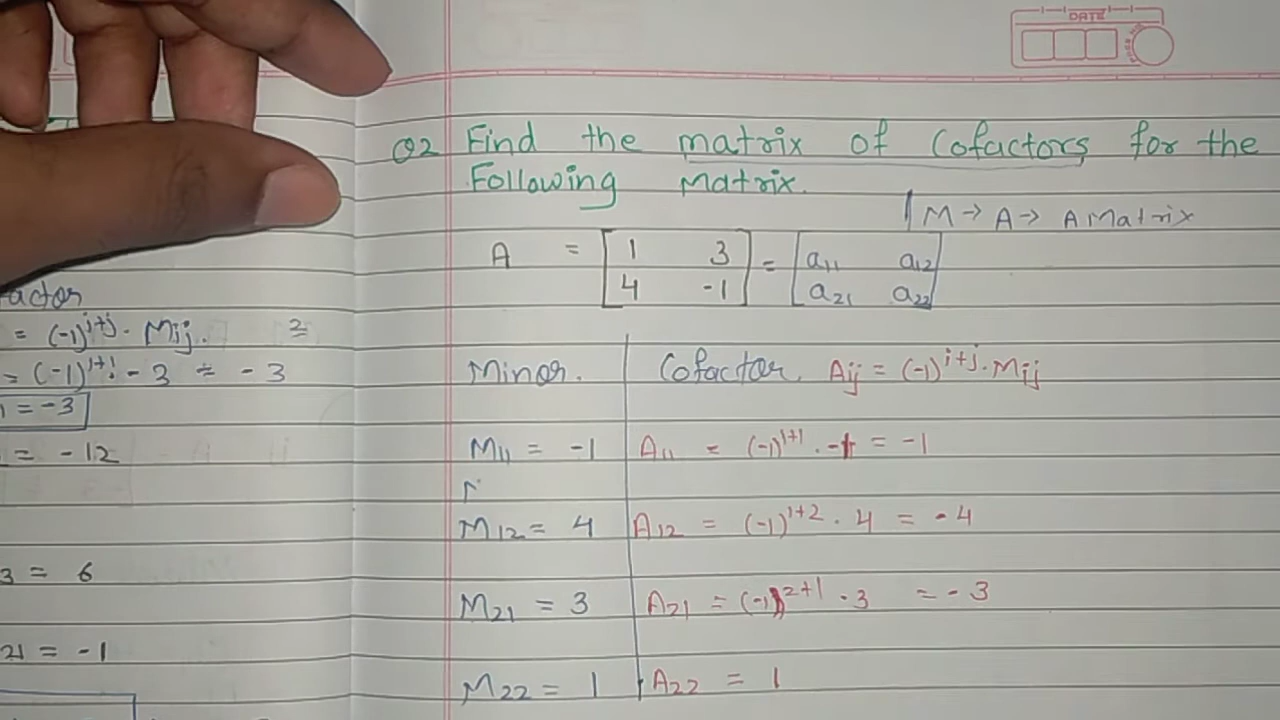 DATE
Q2 Find the matrix of Cofactors for the
Following Matrix.
M → A → A Matrix
A = [1 3
4 -1] = [a11 a12
a21 a22]
Minor. Cofactor. Aij = (-1)^i+j . Mij
M11 = -1 A11 = (-1)^1+1 . -1 = -1
M12 = 4 A12 = (-1)^1+2 . 4 = -4
M21 = 3 A21 = (-1)^2+1 . 3 = -3
M22 = 1 A22 = 1
= (-1)^i+j . Mij.
= (-1)^1+1 . -3 = -3
= -3
= -12
3 = 6
21 = -1